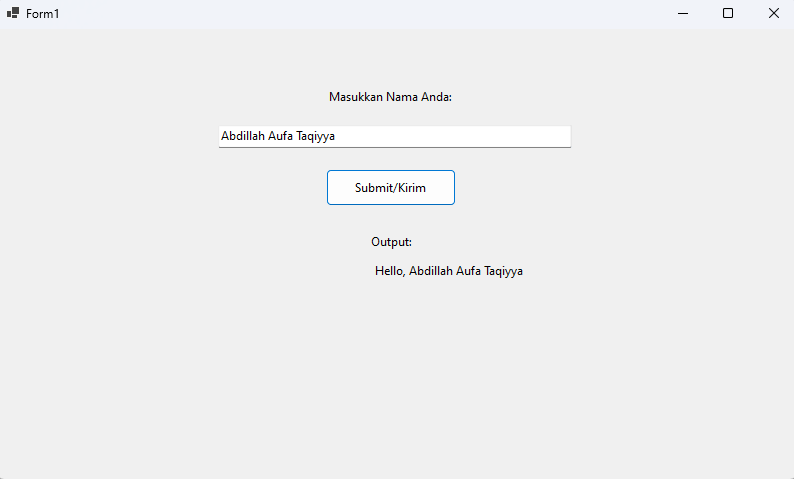 Form1
Masukkan Nama Anda:
Abdillah Aufa Taqiyya
Submit/Kirim
Output:
Hello, Abdillah Aufa Taqiyya